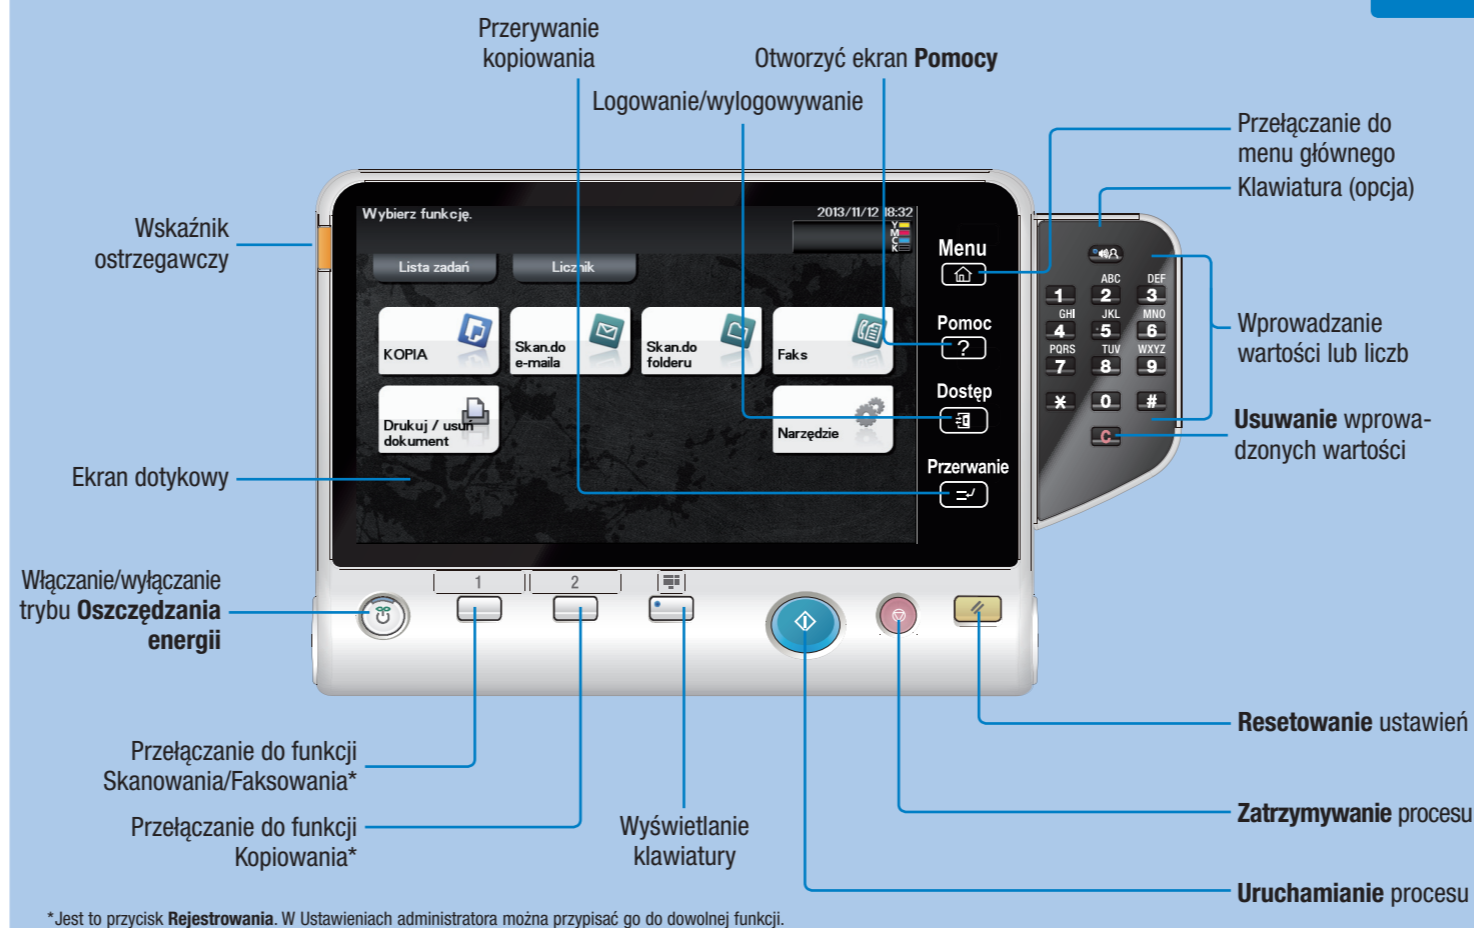 Przerywanie
kopiowania
Otworzyć ekran Pomocy
Logowanie/wylogowywanie
Przełączanie do
menu głównego
Klawiatura (opcja)
Wskaźnik
ostrzegawczy
Wybierz funkcję.
2013/11/12 18:32
Y
M
C
K
Lista zadań
Licznik
KOPIA
Skan.do
e-maila
Skan.do
folderu
Faks
Drukuj / usuń
dokument
Narzędzie
Menu
Pomoc
?
Dostęp
Przerwanie
ABC DEF
1 2 3
GHI JKL MNO
4 5 6
PQRS TUV WXYZ
7 8 9
* 0 #
C
Wprowadzanie
wartości lub liczb
Usuwanie wprowa-
dzonych wartości
Ekran dotykowy
Włączanie/wyłączanie
trybu Oszczędzania
energii
1
2
Przełączanie do funkcji
Skanowania/Faksowania*
Przełączanie do funkcji
Kopiowania*
Wyświetlanie
klawiatury
Resetowanie ustawień
Zatrzymywanie procesu
Uruchamianie procesu
*Jest to przycisk Rejestrowania. W Ustawieniach administratora można przypisać go do dowolnej funkcji.